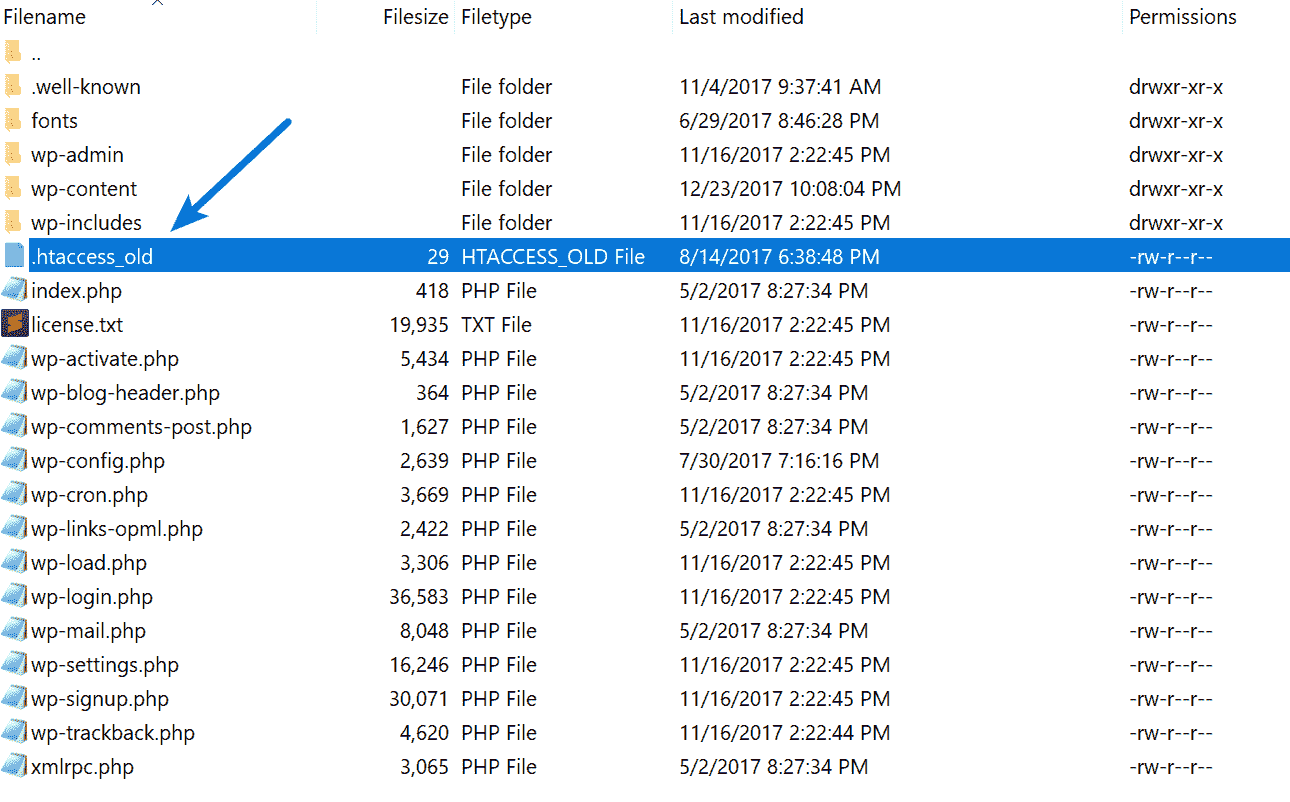 Filename Filesize Filetype Last modified Permissions
..
.well-known File folder 11/4/2017 9:37:41 AM drwxr-xr-x
fonts File folder 6/29/2017 8:46:28 PM drwxr-xr-x
wp-admin File folder 11/16/2017 2:22:45 PM drwxr-xr-x
wp-content File folder 12/23/2017 10:08:04 PM drwxr-xr-x
wp-includes File folder 11/16/2017 2:22:45 PM drwxr-xr-x
.htaccess_old 29 HTACCESS_OLD File 8/14/2017 6:38:48 PM -rw-r--r--
index.php 418 PHP File 5/2/2017 8:27:34 PM -rw-r--r--
license.txt 19,935 TXT File 11/16/2017 2:22:45 PM -rw-r--r--
wp-activate.php 5,434 PHP File 11/16/2017 2:22:45 PM -rw-r--r--
wp-blog-header.php 364 PHP File 5/2/2017 8:27:34 PM -rw-r--r--
wp-comments-post.php 1,627 PHP File 5/2/2017 8:27:34 PM -rw-r--r--
wp-config.php 2,639 PHP File 7/30/2017 7:16:16 PM -rw-r--r--
wp-cron.php 3,669 PHP File 11/16/2017 2:22:45 PM -rw-r--r--
wp-links-opml.php 2,422 PHP File 5/2/2017 8:27:34 PM -rw-r--r--
wp-load.php 3,306 PHP File 11/16/2017 2:22:45 PM -rw-r--r--
wp-login.php 36,583 PHP File 11/16/2017 2:22:45 PM -rw-r--r--
wp-mail.php 8,048 PHP File 5/2/2017 8:27:34 PM -rw-r--r--
wp-settings.php 16,246 PHP File 11/16/2017 2:22:45 PM -rw-r--r--
wp-signup.php 30,071 PHP File 11/16/2017 2:22:45 PM -rw-r--r--
wp-trackback.php 4,620 PHP File 11/16/2017 2:22:44 PM -rw-r--r--
xmlrpc.php 3,065 PHP File 5/2/2017 8:27:34 PM -rw-r--r--